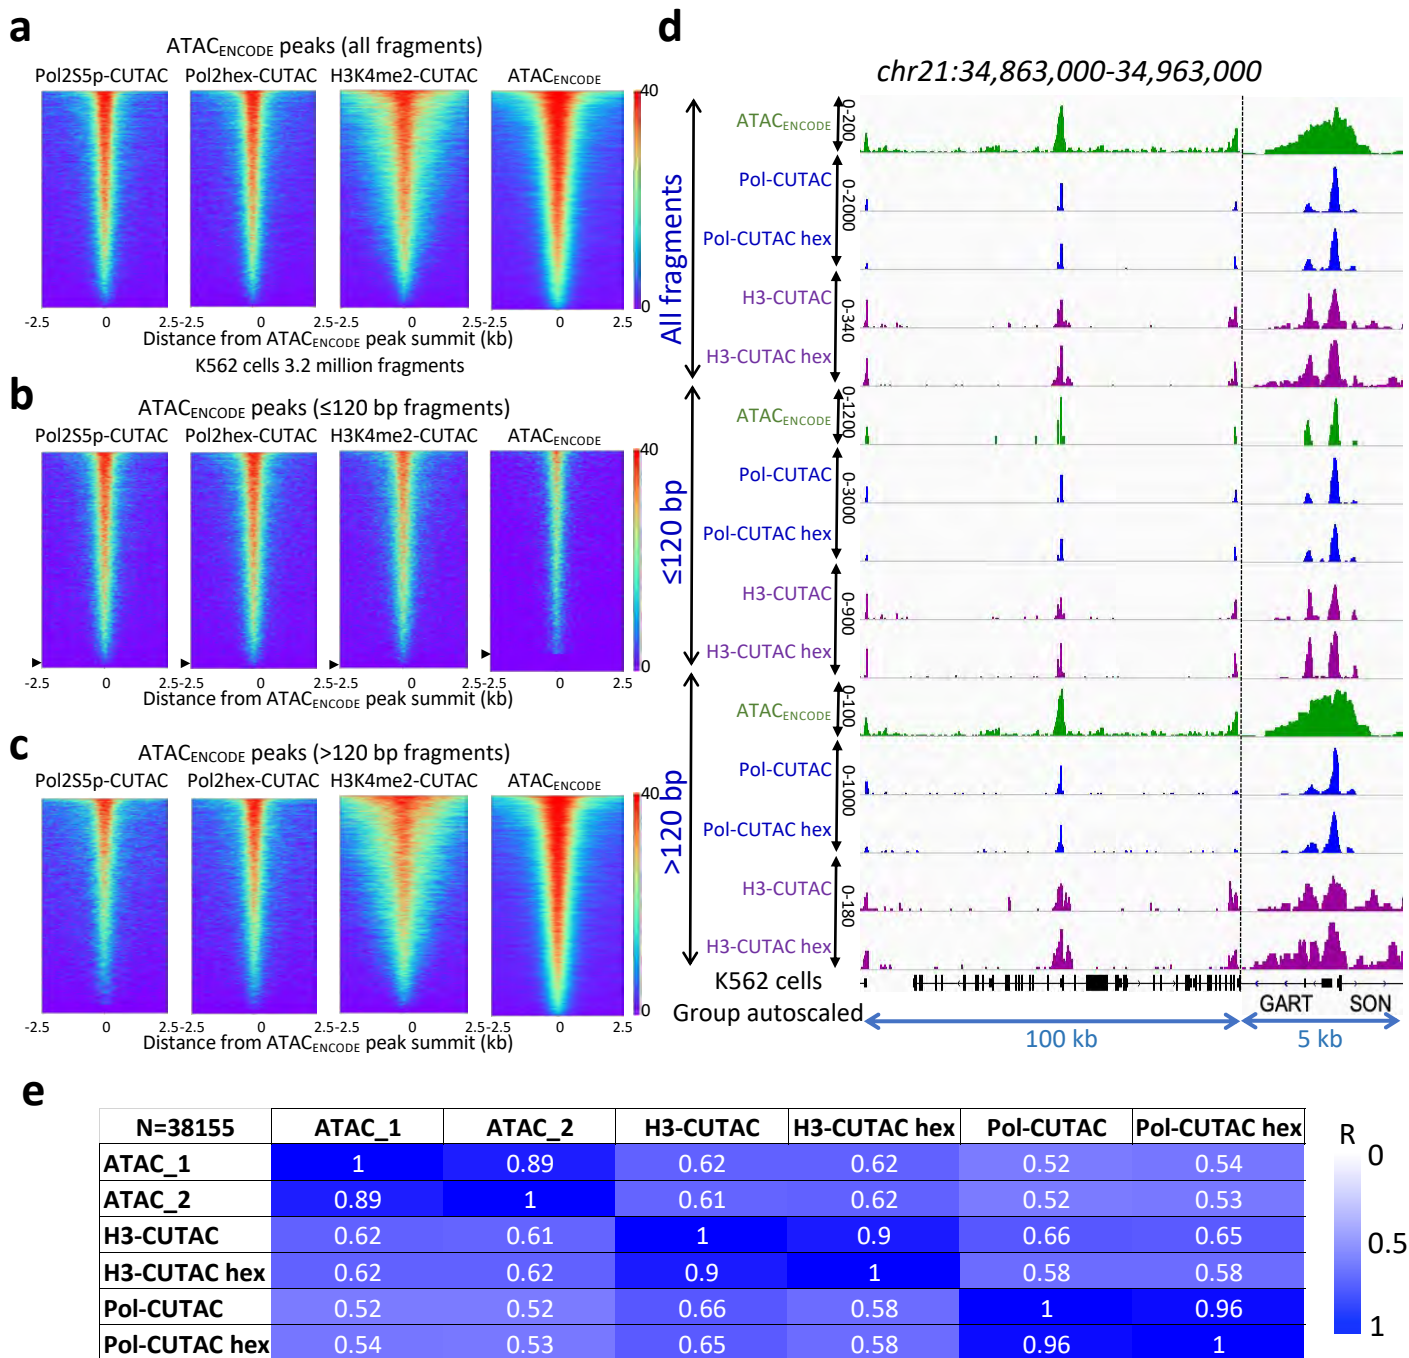 a
ATACENCODE peaks (all fragments)
Pol2S5p-CUTAC Pol2hex-CUTAC H3K4me2-CUTAC ATACENCODE
40
0
-2.5 0 2.5-2.5 0 2.5-2.5 0 2.5-2.5 0 2.5
Distance from ATACENCODE peak summit (kb)
K562 cells 3.2 million fragments
b
ATACENCODE peaks (≤120 bp fragments)
Pol2S5p-CUTAC Pol2hex-CUTAC H3K4me2-CUTAC ATACENCODE
40
0
-2.5 0 2.5-2.5 0 2.5-2.5 0 2.5-2.5 0 2.5
Distance from ATACENCODE peak summit (kb)
c
ATACENCODE peaks (>120 bp fragments)
Pol2S5p-CUTAC Pol2hex-CUTAC H3K4me2-CUTAC ATACENCODE
40
0
-2.5 0 2.5-2.5 0 2.5-2.5 0 2.5-2.5 0 2.5
Distance from ATACENCODE peak summit (kb)
d
chr21:34,863,000-34,963,000
All fragments
ATACENCODE
0-200
Pol-CUTAC
0-2000
Pol-CUTAC hex
H3-CUTAC
0-340
H3-CUTAC hex
≤120 bp
ATACENCODE
0-1200
Pol-CUTAC
0-3000
Pol-CUTAC hex
H3-CUTAC
0-900
H3-CUTAC hex
>120 bp
ATACENCODE
0-100
Pol-CUTAC
0-1000
Pol-CUTAC hex
H3-CUTAC
0-180
H3-CUTAC hex
K562 cells
Group autoscaled
GART SON
100 kb 5 kb
e
N=38155 ATAC_1 ATAC_2 H3-CUTAC H3-CUTAC hex Pol-CUTAC Pol-CUTAC hex
ATAC_1 1 0.89 0.62 0.62 0.52 0.54
ATAC_2 0.89 1 0.61 0.62 0.52 0.53
H3-CUTAC 0.62 0.61 1 0.9 0.66 0.65
H3-CUTAC hex 0.62 0.62 0.9 1 0.58 0.58
Pol-CUTAC 0.52 0.52 0.66 0.58 1 0.96
Pol-CUTAC hex 0.54 0.53 0.65 0.58 0.96 1
R
0
0.5
1